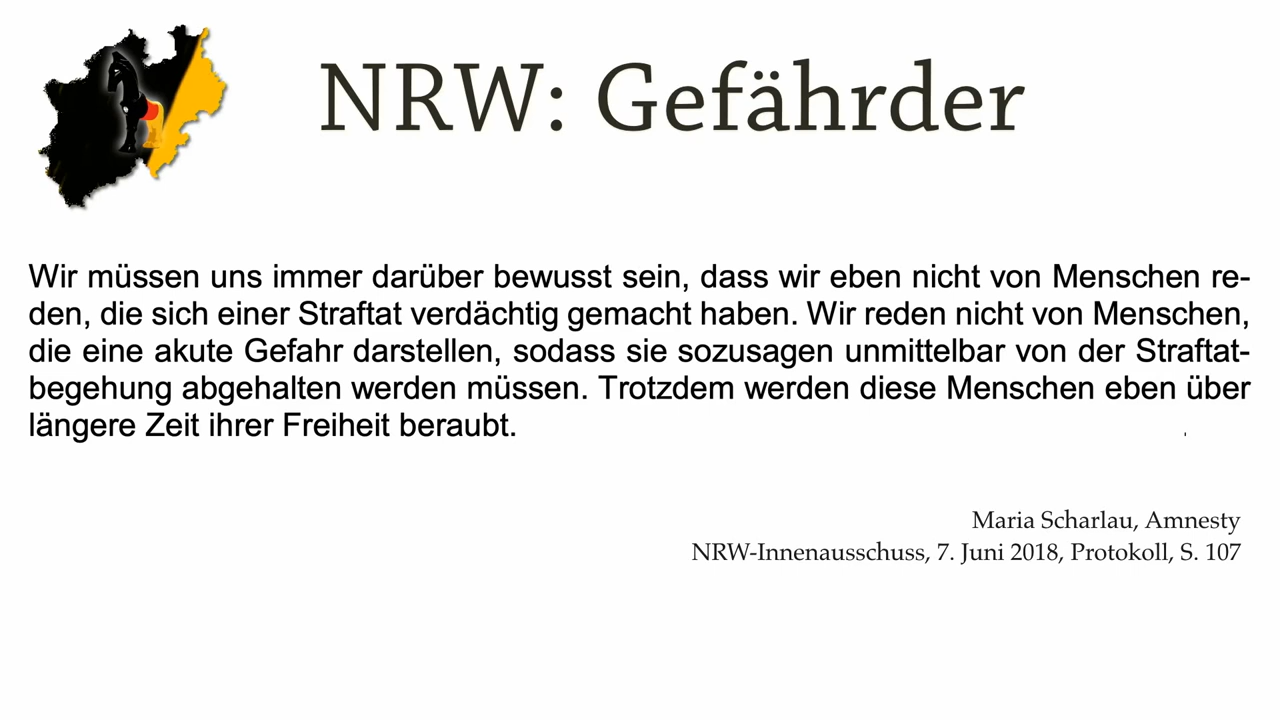 NRW: Gefährder
Wir müssen uns immer darüber bewusst sein, dass wir eben nicht von Menschen re-
den, die sich einer Straftat verdächtig gemacht haben. Wir reden nicht von Menschen,
die eine akute Gefahr darstellen, sodass sie sozusagen unmittelbar von der Straftat-
begehung abgehalten werden müssen. Trotzdem werden diese Menschen eben über
längere Zeit ihrer Freiheit beraubt.
Maria Scharlau, Amnesty
NRW-Innenausschuss, 7. Juni 2018, Protokoll, S. 107